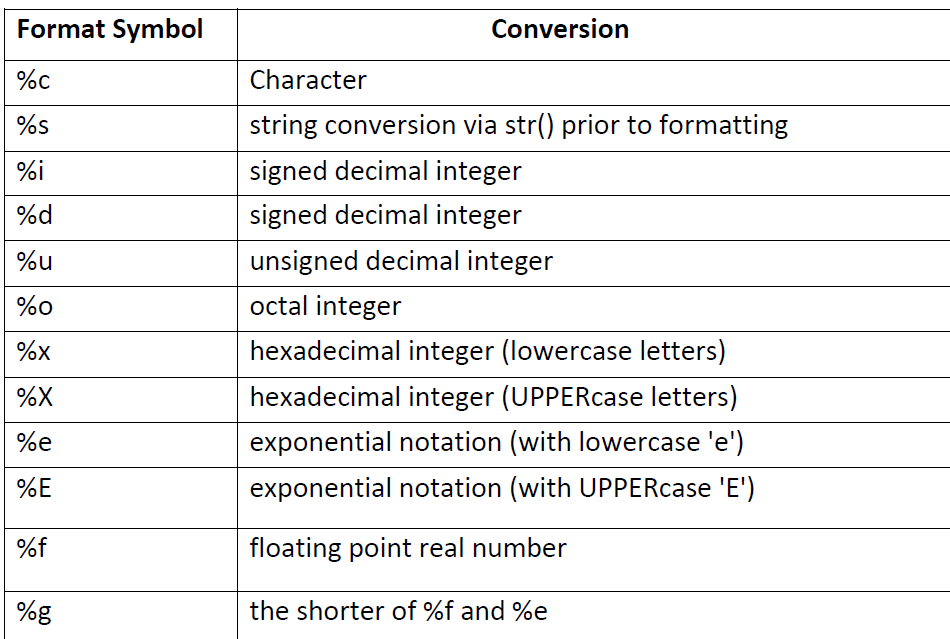 Format Symbol Conversion
%c Character
%s string conversion via str() prior to formatting
%i signed decimal integer
%d signed decimal integer
%u unsigned decimal integer
%o octal integer
%x hexadecimal integer (lowercase letters)
%X hexadecimal integer (UPPERcase letters)
%e exponential notation (with lowercase 'e')
%E exponential notation (with UPPERcase 'E')
%f floating point real number
%g the shorter of %f and %e